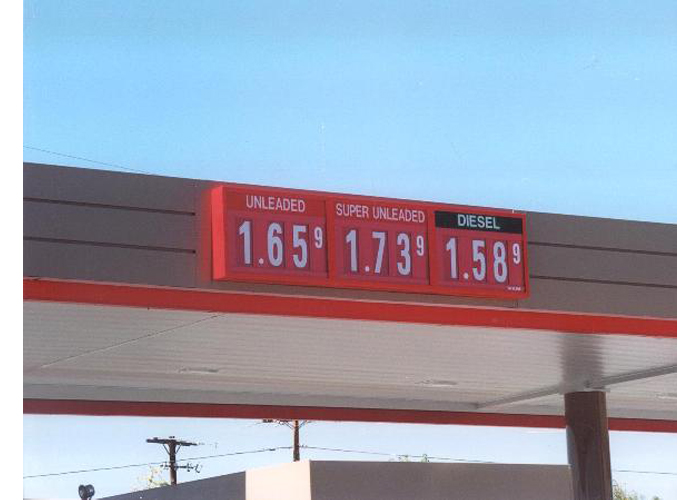 UNLEADED
1.65 9
SUPER UNLEADED
1.73 9
DIESEL
1.58 9